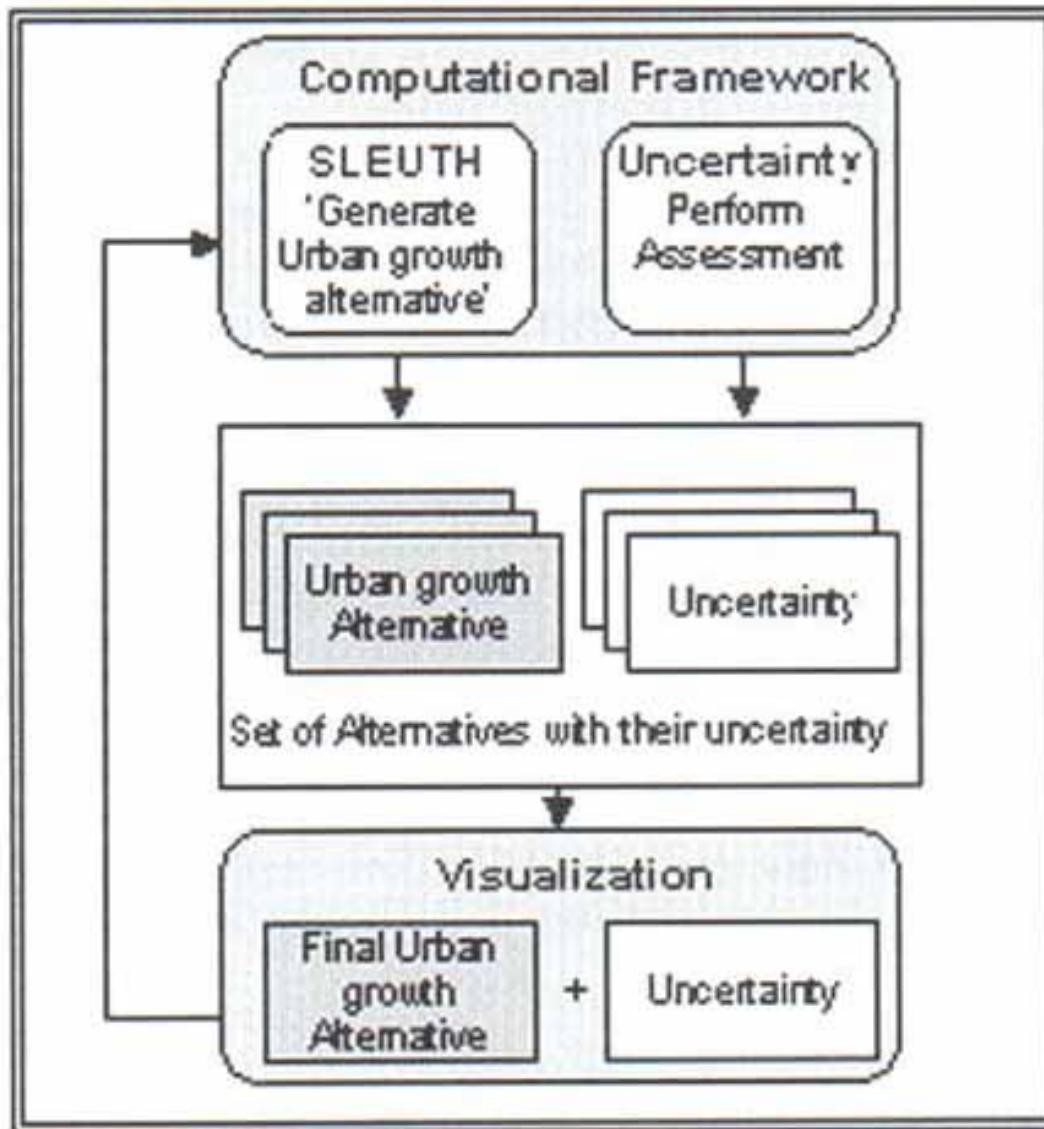 Computational Framework
SLEUTH
'Generate
Urban growth
alternative'
Uncertainty
Perform
Assessment
Urban growth
Alternative
Uncertainty
Set of Alternatives with their uncertainty
Visualization
Final Urban
growth
Alternative
+
Uncertainty